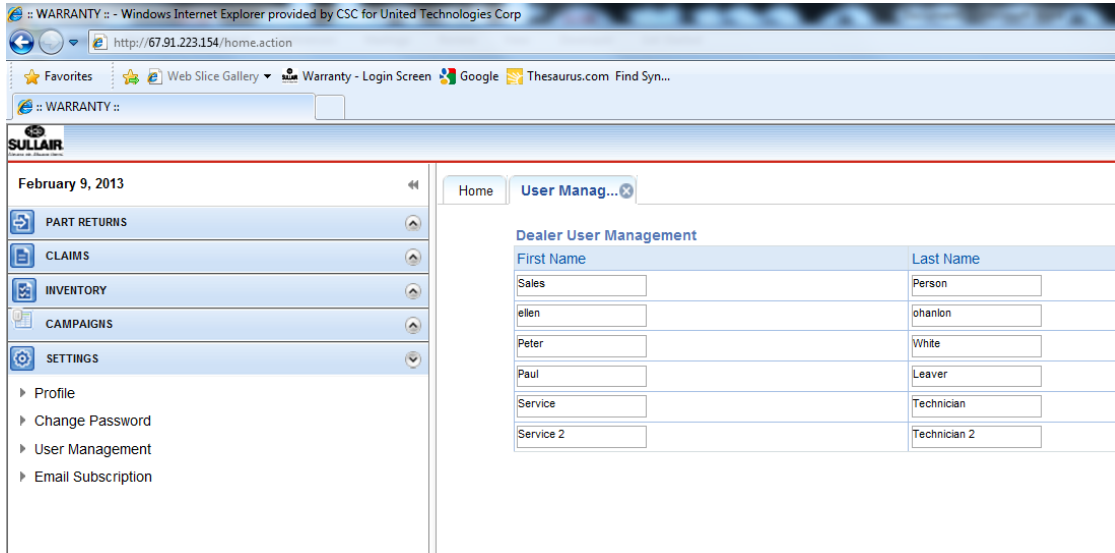 :: WARRANTY :: - Windows Internet Explorer provided by CSC for United Technologies Corp
http://67.91.223.154/home.action
Favorites Web Slice Gallery Warranty - Login Screen Google Thesaurus.com Find Syn...
:: WARRANTY ::
SULLAIR
February 9, 2013
PART RETURNS
CLAIMS
INVENTORY
CAMPAIGNS
SETTINGS
Profile
Change Password
User Management
Email Subscription
Home User Manag...
Dealer User Management
First Name Last Name
Sales Person
ellen ohanlon
Peter White
Paul Leaver
Service Technician
Service 2 Technician 2